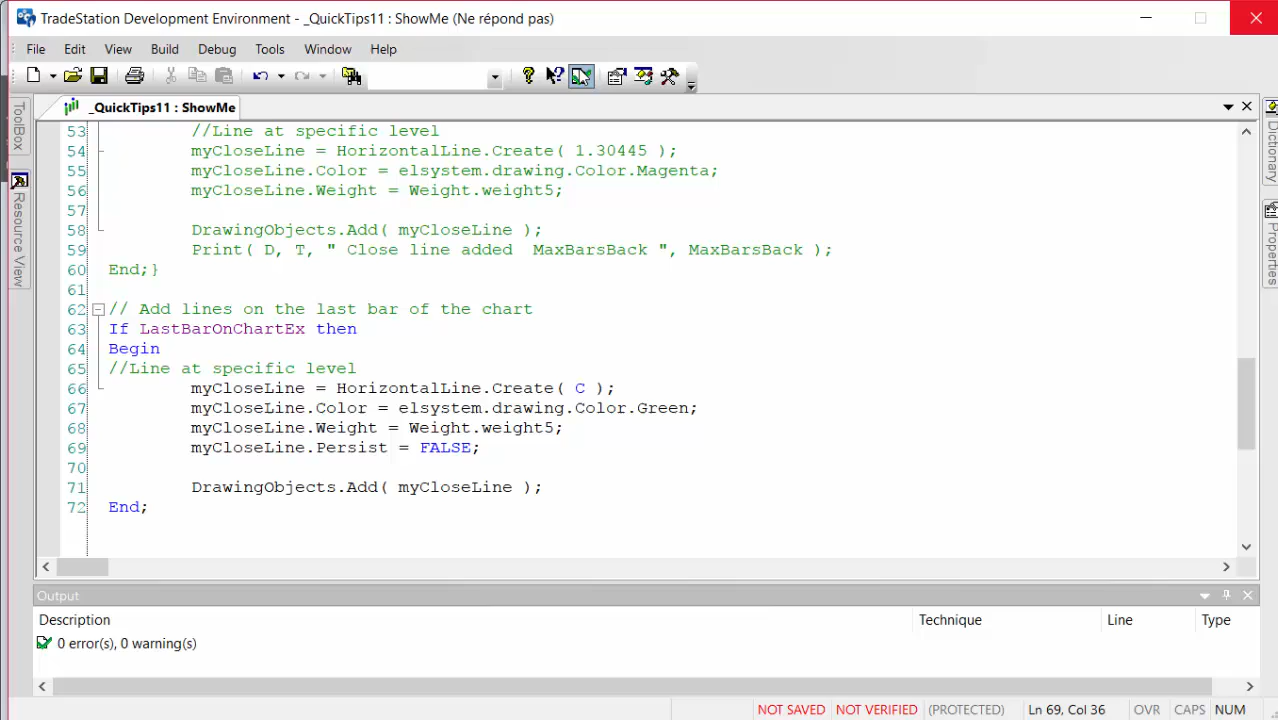 TradeStation Development Environment - _QuickTips11 : ShowMe (Ne répond pas)
File Edit View Build Debug Tools Window Help
_QuickTips11 : ShowMe
ToolBox
Resource View
Dictionary
Properties
53 //Line at specific level
54 myCloseLine = HorizontalLine.Create( 1.30445 );
55 myCloseLine.Color = elsystem.drawing.Color.Magenta;
56 myCloseLine.Weight = Weight.weight5;
57
58 DrawingObjects.Add( myCloseLine );
59 Print( D, T, " Close line added  MaxBarsBack ", MaxBarsBack );
60 End;}
61
62 // Add lines on the last bar of the chart
63 If LastBarOnChartEx then
64 Begin
65 //Line at specific level
66 myCloseLine = HorizontalLine.Create( C );
67 myCloseLine.Color = elsystem.drawing.Color.Green;
68 myCloseLine.Weight = Weight.weight5;
69 myCloseLine.Persist = FALSE;
70
71 DrawingObjects.Add( myCloseLine );
72 End;
Output
Description Technique Line Type
0 error(s), 0 warning(s)
NOT SAVED NOT VERIFIED (PROTECTED) Ln 69, Col 36 OVR CAPS NUM